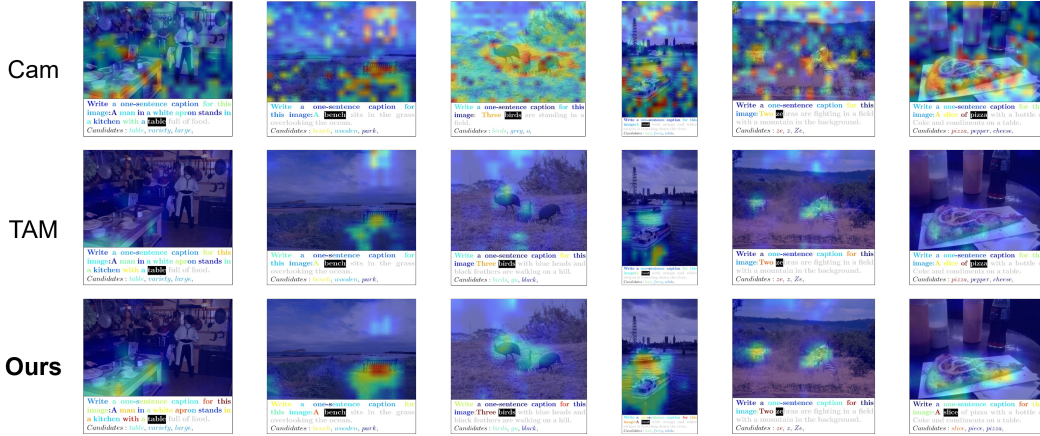 Cam
Write a one-sentence caption for this
image:A man in a white apron stands in
a kitchen with a table full of food.
Candidates : table, variety, large,
Write a one-sentence caption for
this image:A bench sits in the grass
overlooking the ocean.
Candidates : beach, wooden, park,
Write a one-sentence caption for this
image: Three birds are standing in a
field.
Candidates : birds, grey, o,
Write a one-sentence caption for this
image:Two zebras are fighting in a field
with a mountain in the background.
Candidates : ze, z, Ze,
Write a one-sentence caption for th
image:A slice of pizza with a bottle o
Coke and condiments on a table.
Candidates : pizza, pepper, cheese,
TAM
Write a one-sentence caption for this
image:A man in a white apron stands in
a kitchen with a table full of food.
Candidates : table, variety, large,
Write a one-sentence caption for
this image:A bench sits in the grass
overlooking the ocean.
Candidates : beach, wooden, park,
Write a one-sentence caption for this
image:Three birds with blue heads and
black feathers are walking on a hill.
Candidates : birds, gu, black,
Write a one-sentence caption for this
image:Two zebras are fighting in a field
with a mountain in the background.
Candidates : ze, z, Ze,
Write a one-sentence caption for th
image:A slice of pizza with a bottle o
Coke and condiments on a table.
Candidates : pizza, pepper, cheese,
Ours
Write a one-sentence caption for this
image:A man in a white apron stands in
a kitchen with a table full of food.
Candidates : table, variety, large,
Write a one-sentence caption for
this image:A bench sits in the grass
overlooking the ocean.
Candidates : beach, wooden, park,
Write a one-sentence caption for this
image:Three birds with blue heads and
black feathers are walking on a hill.
Candidates : birds, gu, black,
Write a one-sentence caption for this
image:Two zebras are fighting in a field
with a mountain in the background.
Candidates : ze, z, Ze,
Write a one-sentence caption for th
image:A slice of pizza with a bottle o
Coke and condiments on a table.
Candidates : slice, piece, pizza,